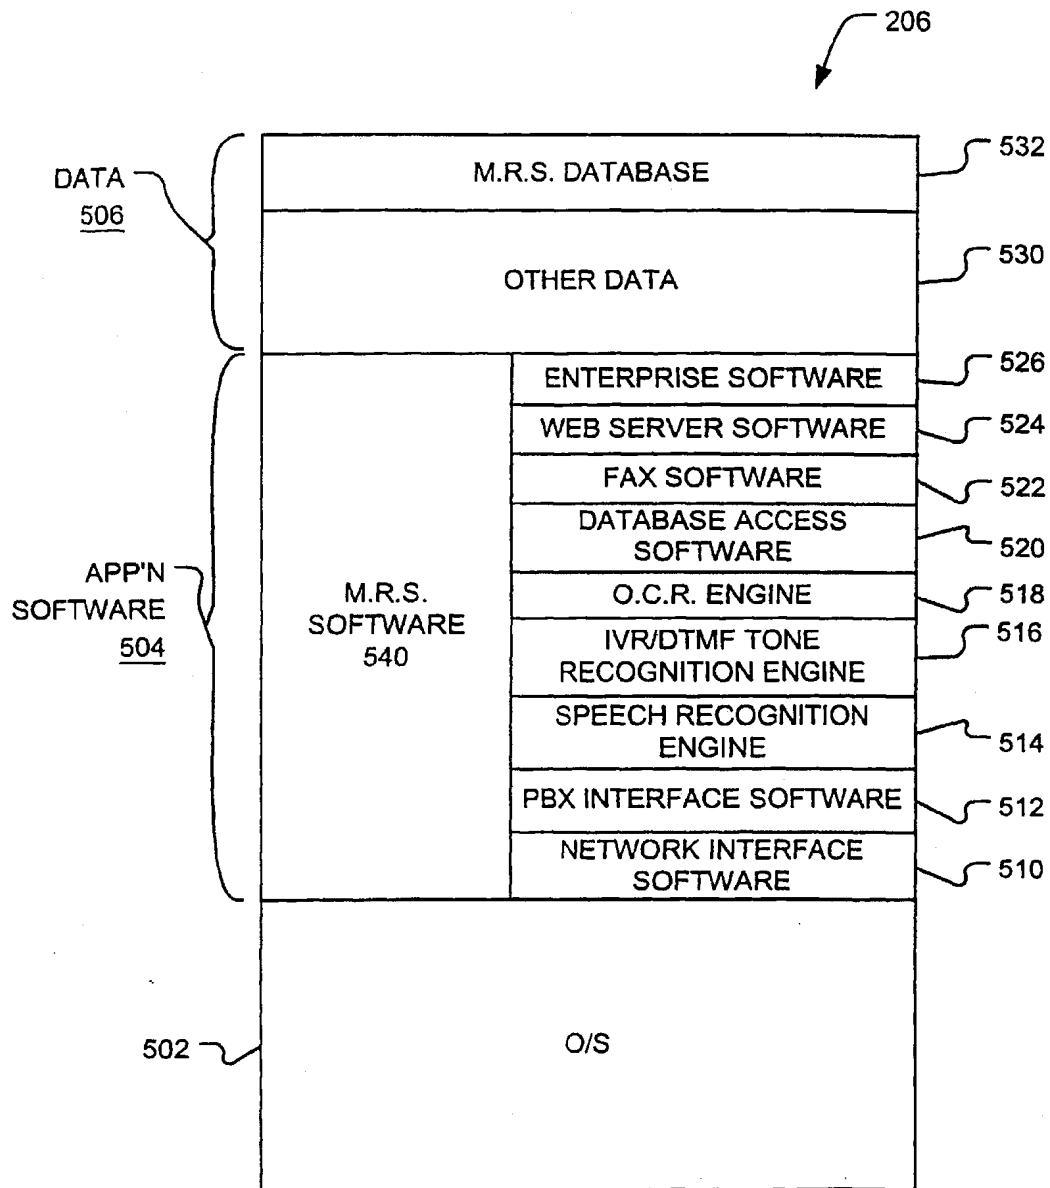 206
M.R.S. DATABASE
532
DATA
506
OTHER DATA
530
ENTERPRISE SOFTWARE
526
WEB SERVER SOFTWARE
524
FAX SOFTWARE
522
DATABASE ACCESS
SOFTWARE
520
APP'N
SOFTWARE
504
M.R.S.
SOFTWARE
540
O.C.R. ENGINE
518
IVR/DTMF TONE
RECOGNITION ENGINE
516
SPEECH RECOGNITION
ENGINE
514
PBX INTERFACE SOFTWARE
512
NETWORK INTERFACE
SOFTWARE
510
502
O/S